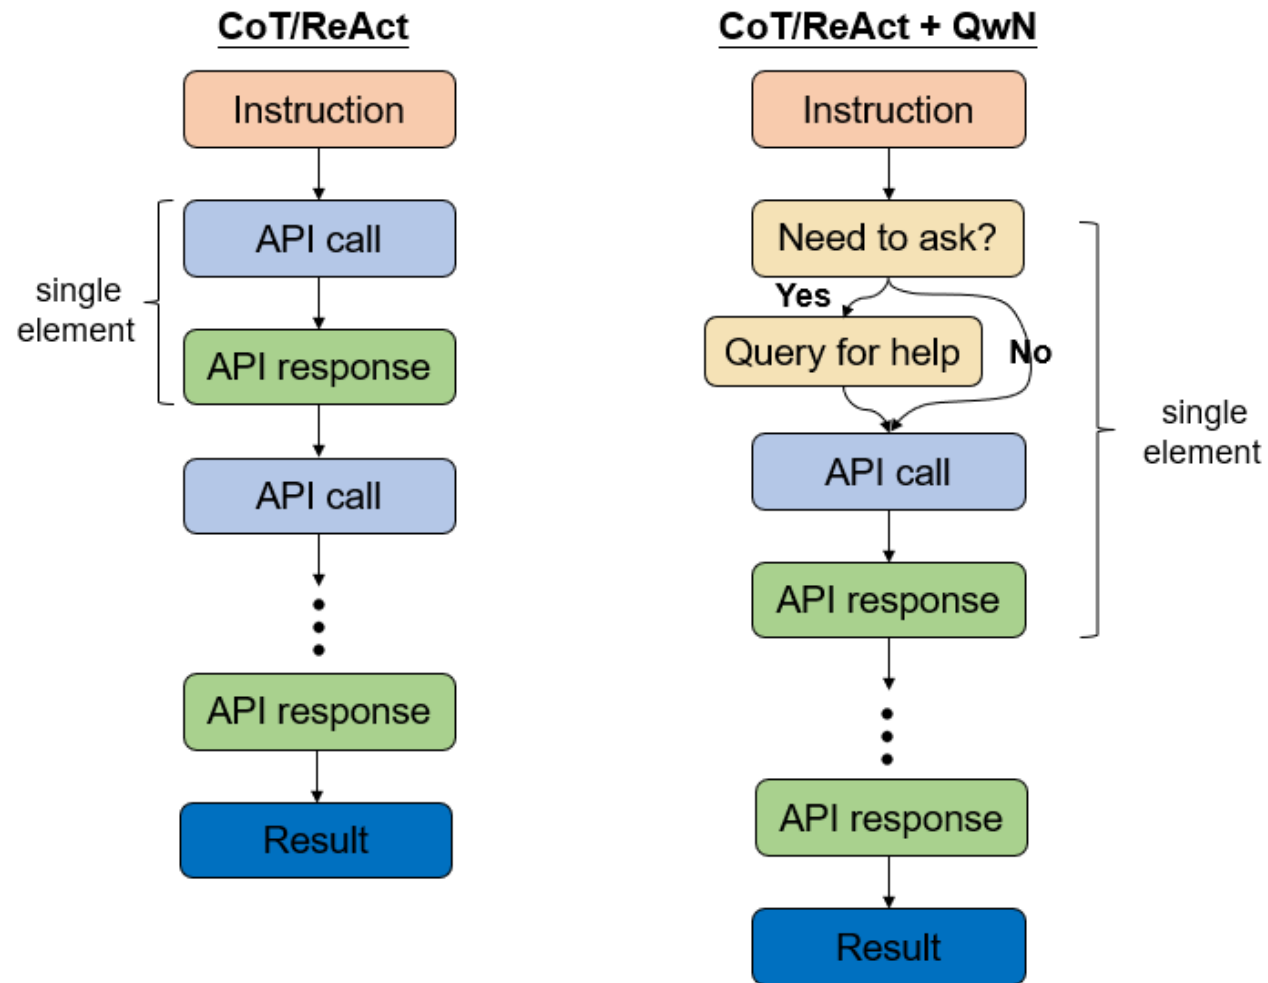 CoT/ReAct
Instruction
single
element
API call
API response
API call
API response
Result
CoT/ReAct + QwN
Instruction
Need to ask?
Yes
Query for help
No
API call
API response
single
element
API response
Result